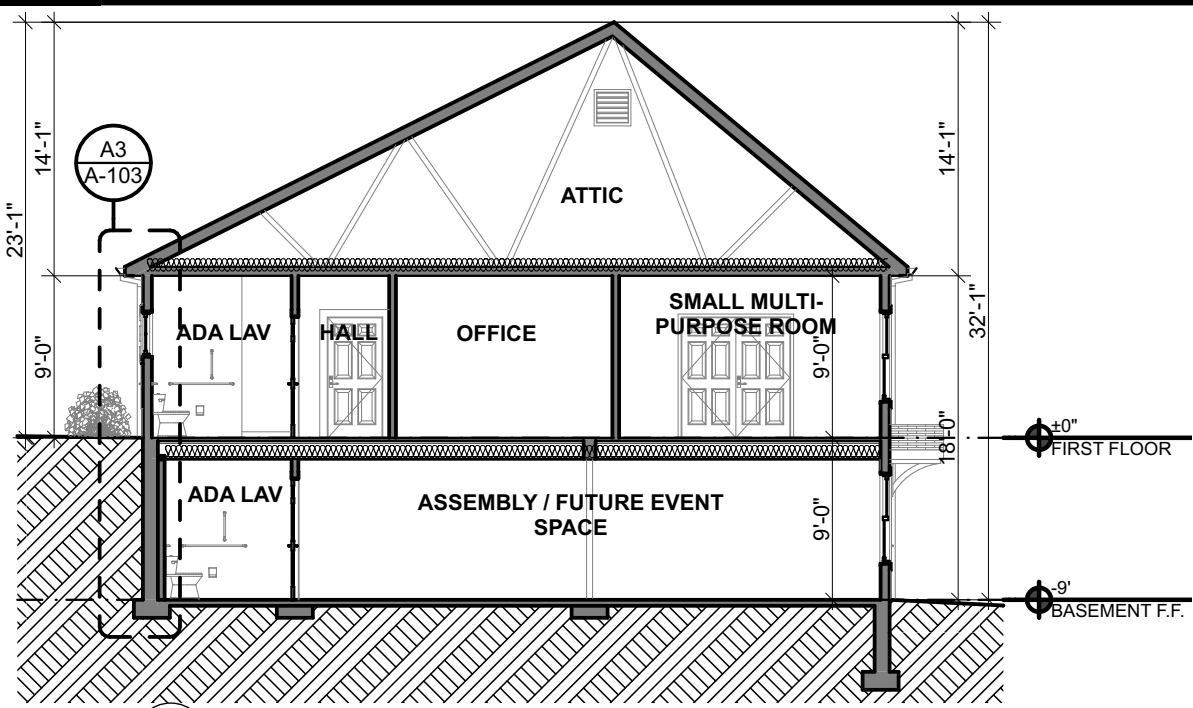 14'-1"
14'-1"
A3
A-103
ATTIC
23'-1"
SMALL MULTI-
PURPOSE ROOM
32'-1"
ADA LAV
HALL
OFFICE
9'-0"
9'-0"
18'-0"
±0"
FIRST FLOOR
ADA LAV
ASSEMBLY / FUTURE EVENT
SPACE
9'-0"
-9'
BASEMENT F.F.